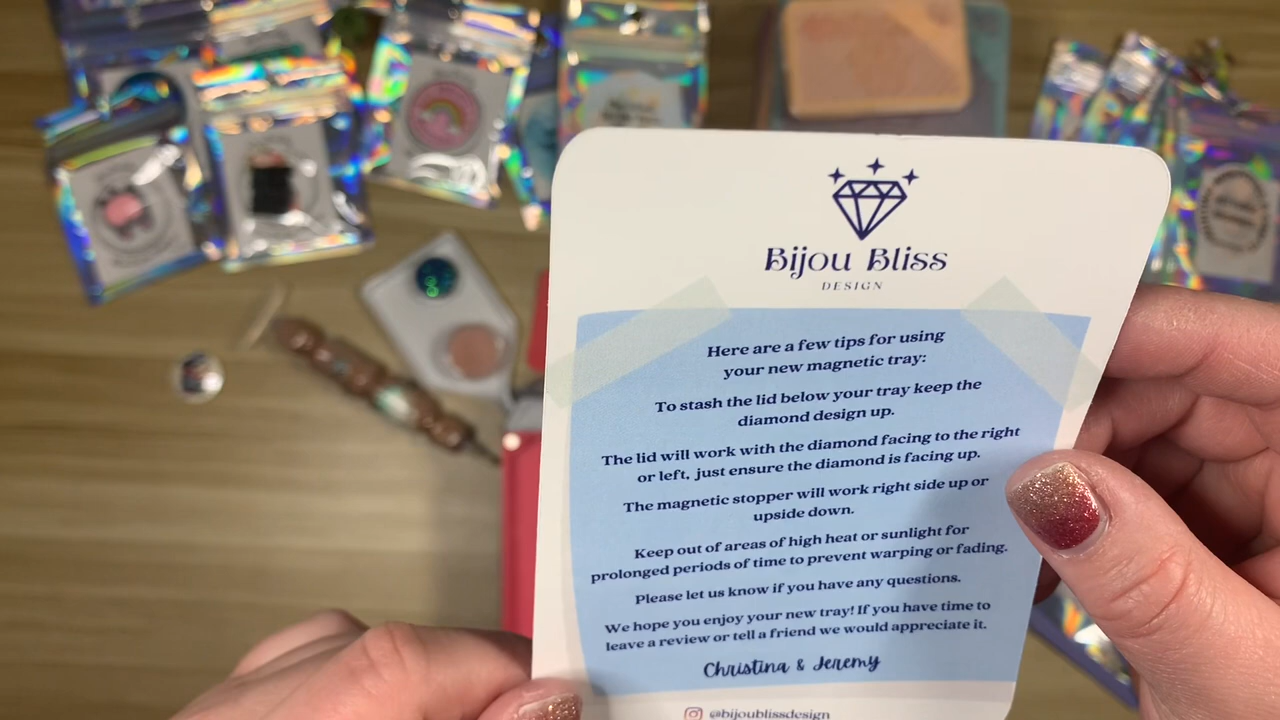 Bijou Bliss
DESIGN
Here are a few tips for using
your new magnetic tray:
To stash the lid below your tray keep the
diamond design up.
The lid will work with the diamond facing to the right
or left, just ensure the diamond is facing up.
The magnetic stopper will work right side up or
upside down.
Keep out of areas of high heat or sunlight for
prolonged periods of time to prevent warping or fading.
Please let us know if you have any questions.
We hope you enjoy your new tray! If you have time to
leave a review or tell a friend we would appreciate it.
Christina & Jeremy
@bijoublissdesign